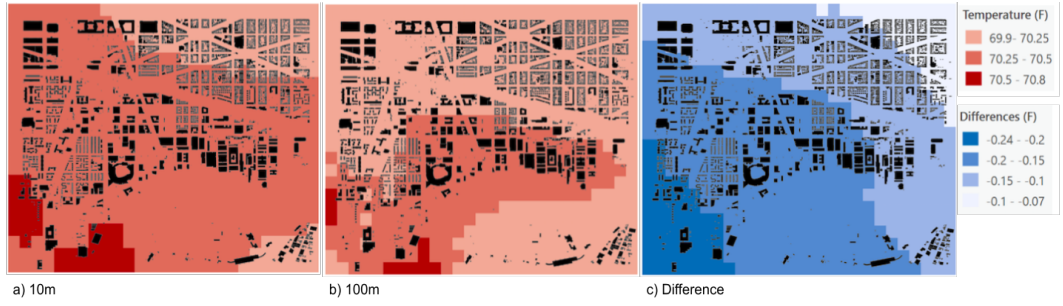 Temperature (F)
69.9- 70.25
70.25 - 70.5
70.5 - 70.8
Differences (F)
-0.24 - -0.2
-0.2 - -0.15
-0.15 - -0.1
-0.1 - -0.07
a) 10m
b) 100m
c) Difference